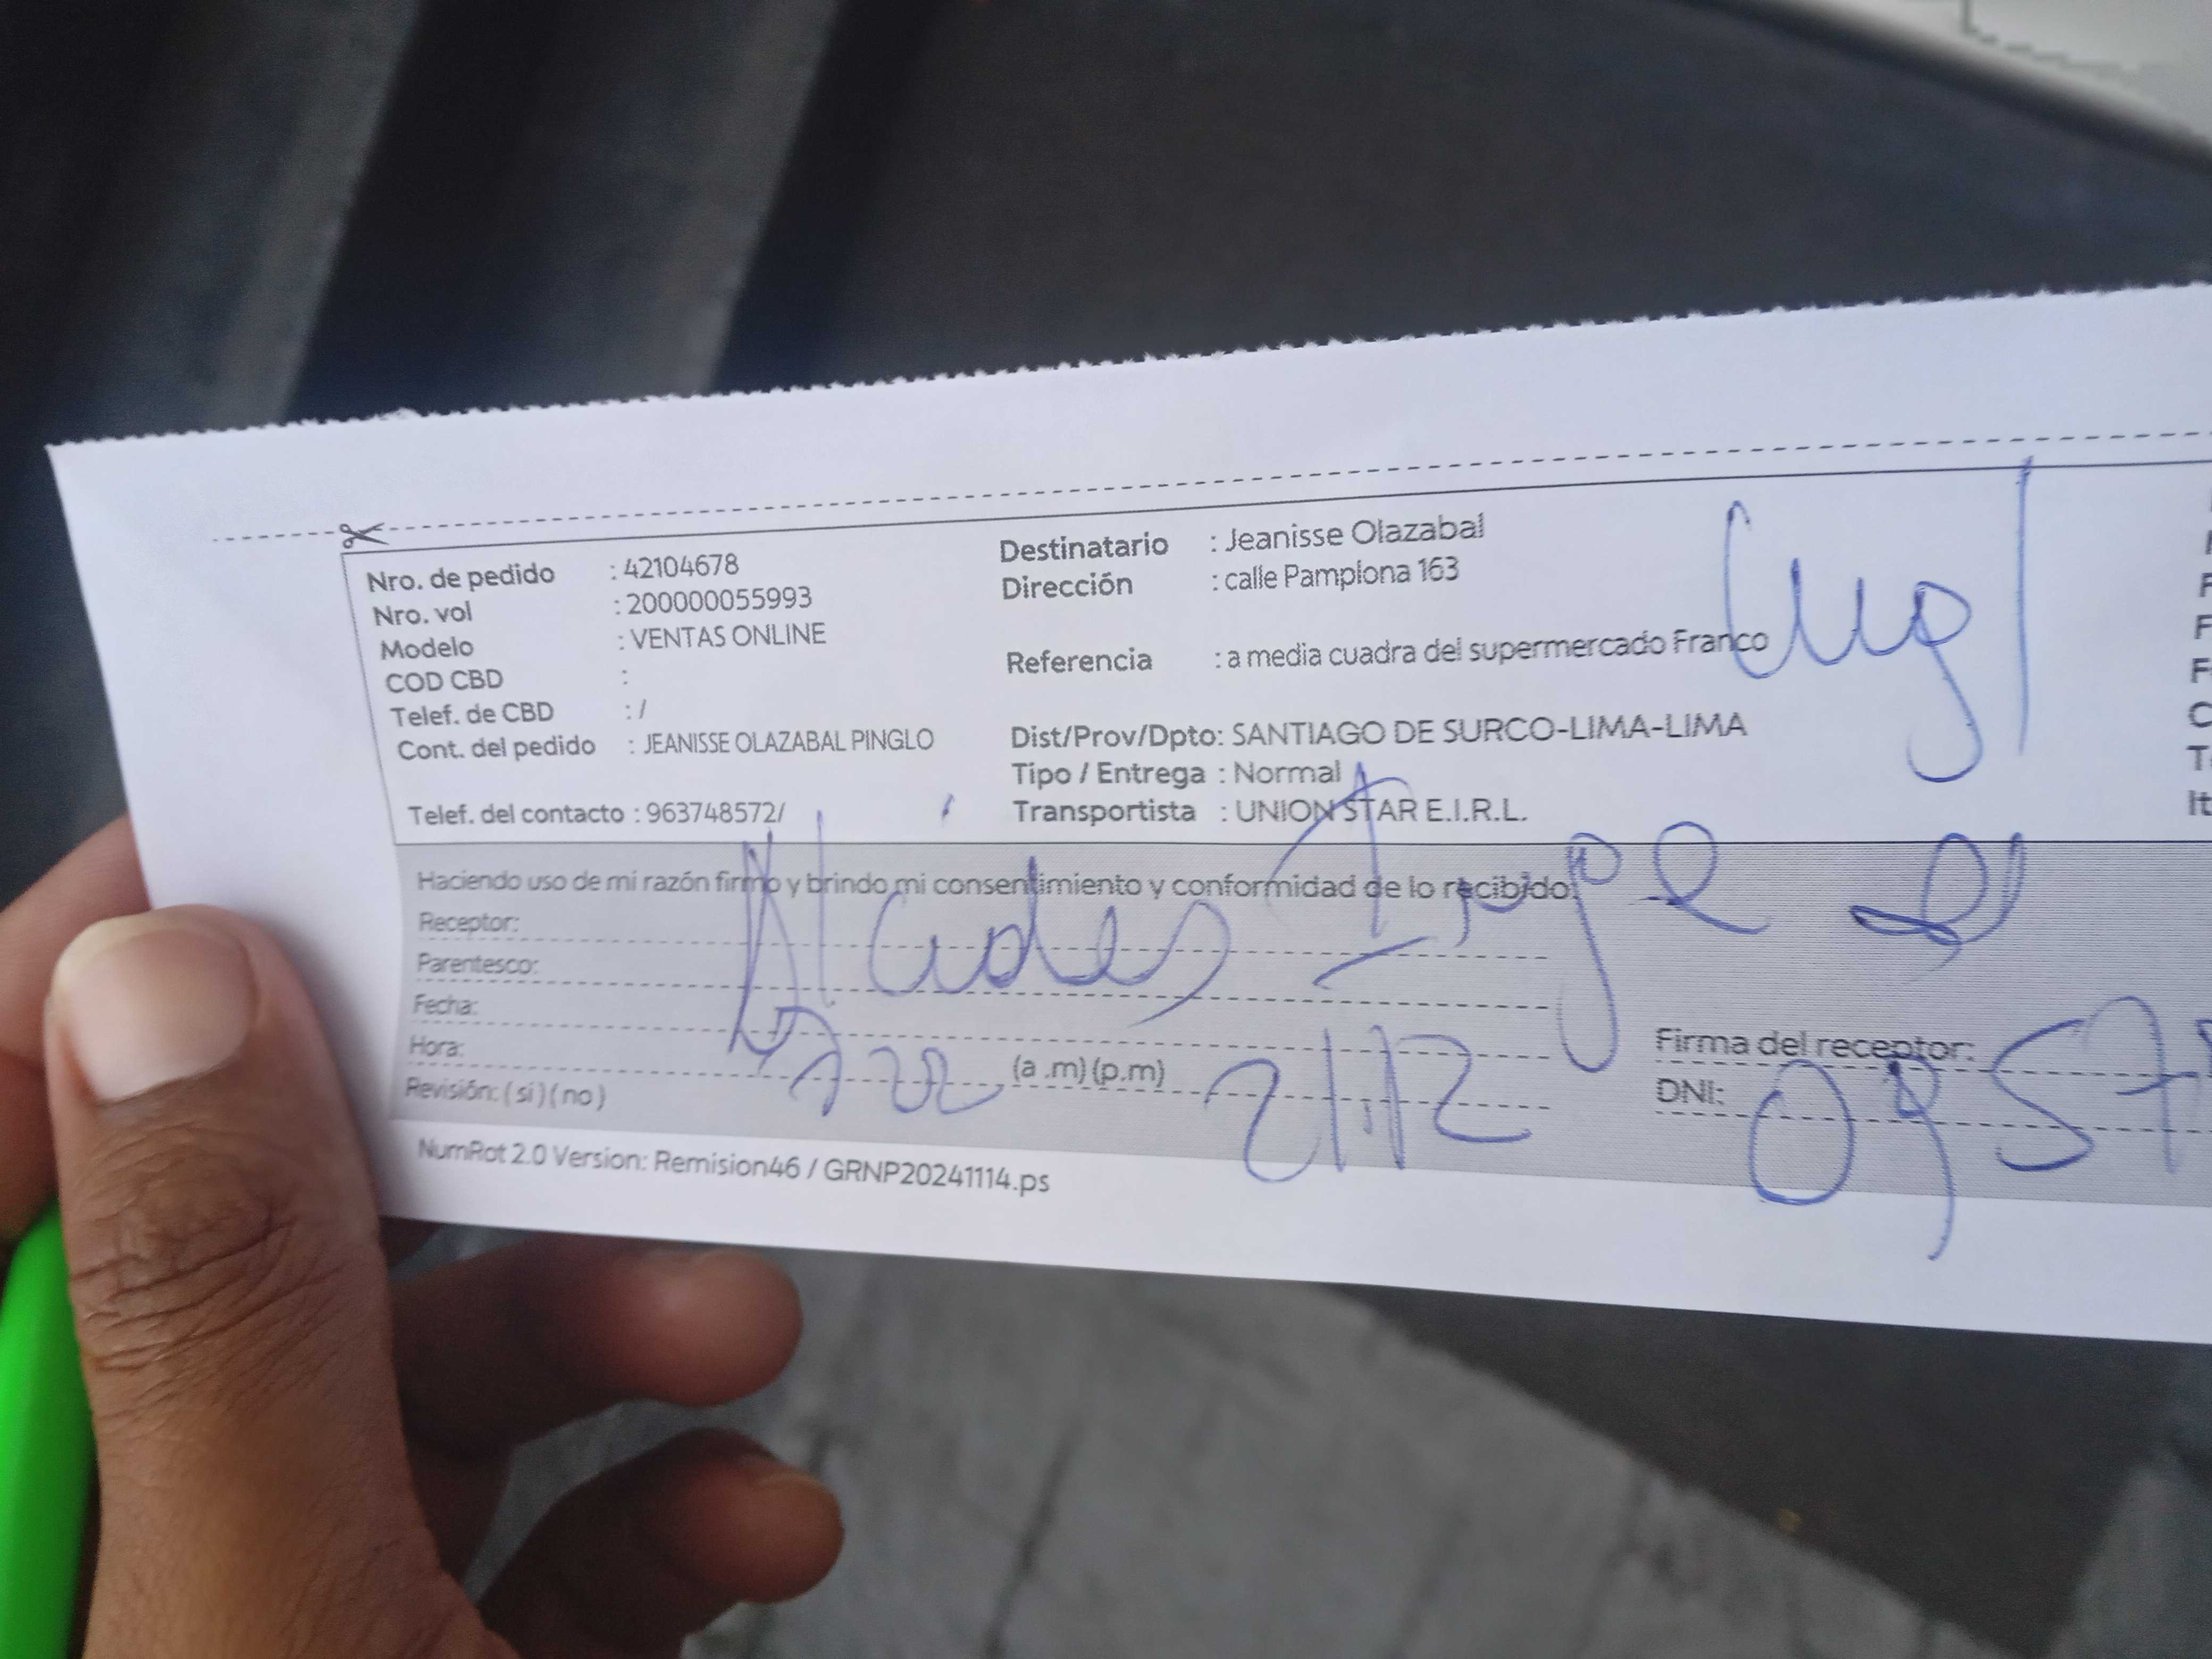 Nro. de pedido : 42104678
Nro. vol : 200000055993
Modelo : VENTAS ONLINE
COD CBD :
Telef. de CBD : /
Cont. del pedido : JEANISSE OLAZABAL PINGLO
Telef. del contacto : 963748572/
Destinatario : Jeanisse Olazabal
Dirección : calle Pamplona 163
Referencia : a media cuadra del supermercado Franco
Dist/Prov/Dpto: SANTIAGO DE SURCO-LIMA-LIMA
Tipo / Entrega : Normal
Transportista : UNION STAR E.I.R.L.
Haciendo uso de mi razón firmo y brindo mi consentimiento y conformidad de lo recibido.
Receptor:
Parentesco:
Fecha:
Hora: (a .m) (p.m) 21.12
Revisión: ( si ) ( no )
Firma del receptor:
DNI:
NumRot 2.0 Version: Remision46 / GRNP20241114.ps